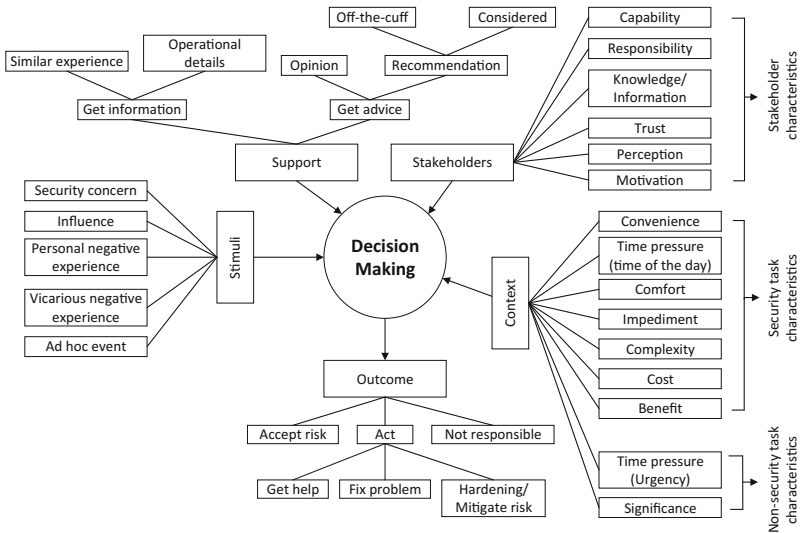 Off-the-cuff
Considered
Similar experience
Operational
details
Opinion
Recommendation
Get information
Get advice
Support
Stakeholders
Capability
Responsibility
Knowledge/
Information
Trust
Perception
Motivation
Stakeholder
characteristics
Security concern
Influence
Personal negative
experience
Vicarious negative
experience
Ad hoc event
Stimuli
Decision
Making
Context
Convenience
Time pressure
(time of the day)
Comfort
Impediment
Complexity
Cost
Benefit
Security task
characteristics
Time pressure
(Urgency)
Significance
Non-security task
characteristics
Outcome
Accept risk
Act
Not responsible
Get help
Fix problem
Hardening/
Mitigate risk